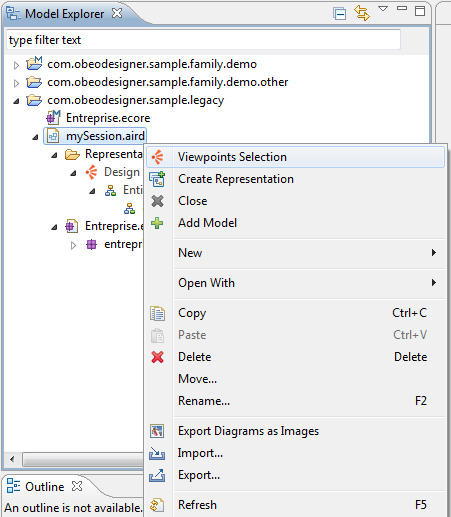 Model Explorer
type filter text
com.obeodesigner.sample.family.demo
com.obeodesigner.sample.family.demo.other
com.obeodesigner.sample.legacy
Entreprise.ecore
mySession.aird
Representa
Viewpoints Selection
Design
Create Representation
Enti
Close
Add Model
Entreprise.e
entrepr
New
Open With
Copy Ctrl+C
Paste Ctrl+V
Delete Delete
Move...
Rename... F2
Export Diagrams as Images
Import...
Export...
Outline
An outline is not available.
Refresh F5